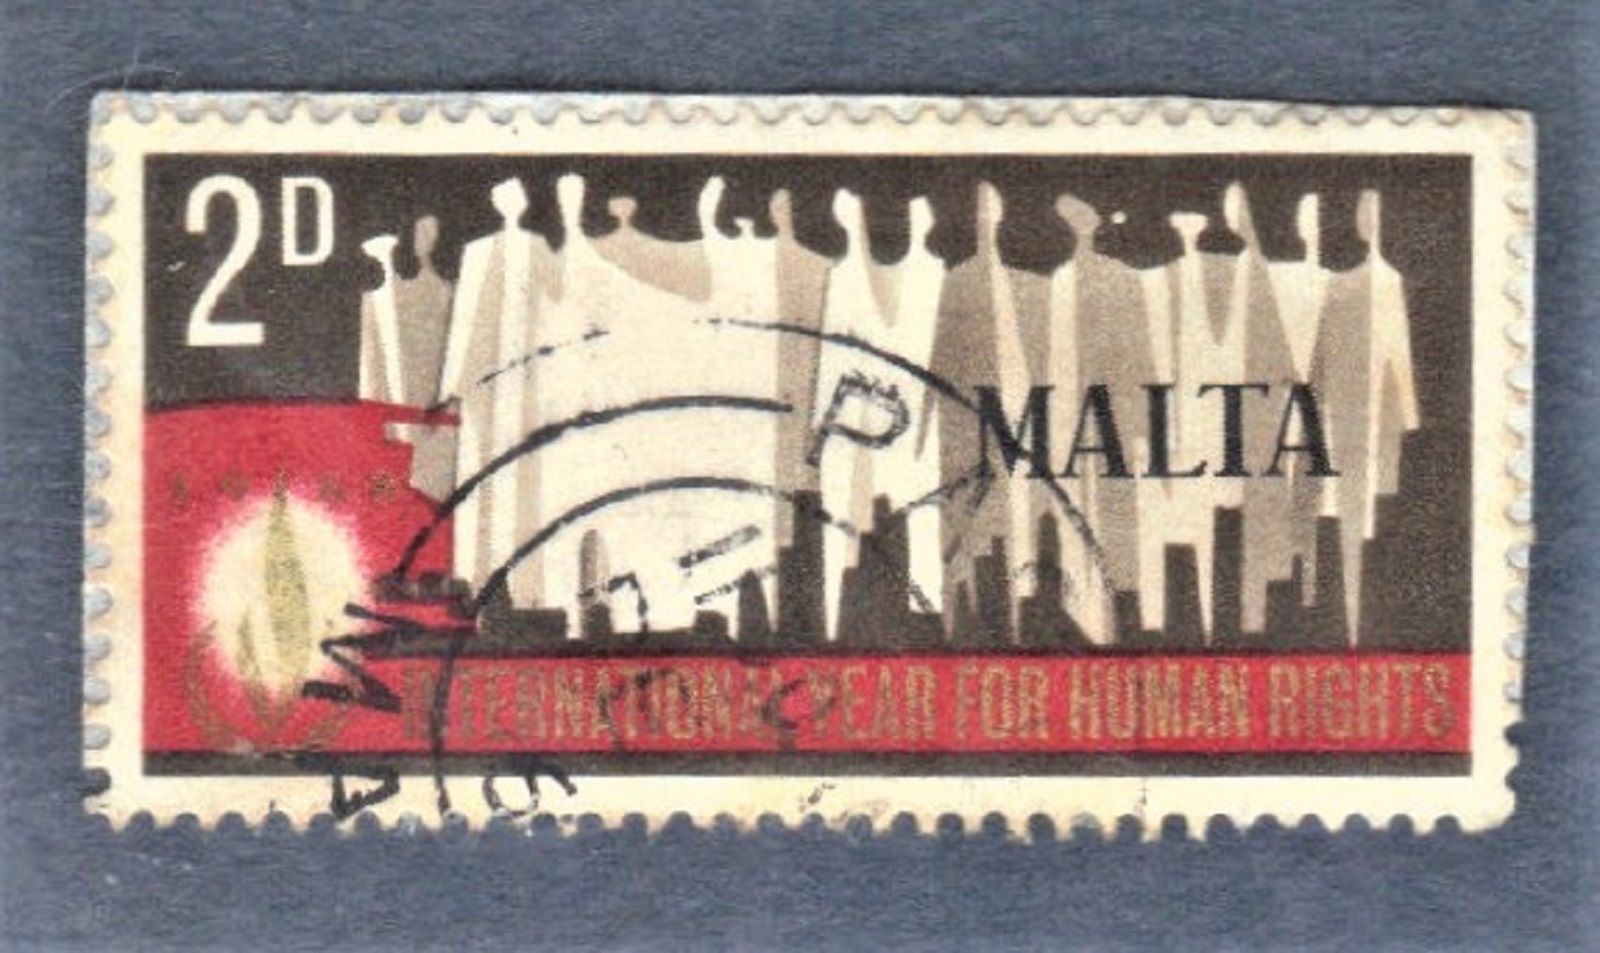 2D
MALTA
INTERNATIONAL YEAR FOR HUMAN RIGHTS